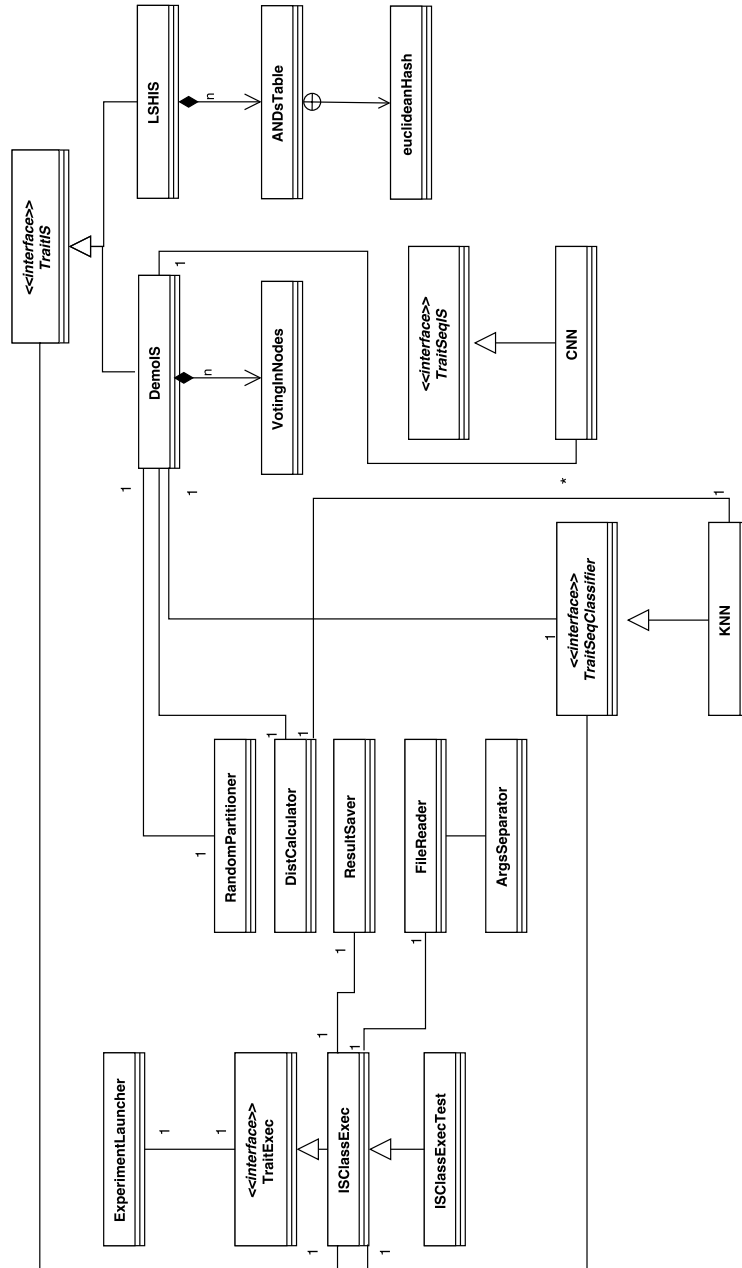 <<interface>>
TraitIS
LSHIS
n
ANDsTable
euclideanHash
DemoIS
1
n
VotingInNodes
<<interface>>
TraitSeqIS
CNN
*
1
1
1
<<interface>>
TraitSeqClassifier
1
KNN
1
RandomPartitioner
1
1
DistCalculator
1
ResultSaver
1
FileReader
1
ArgsSeparator
ExperimentLauncher
1
1
<<interface>>
TraitExec
1
1
ISClassExec
1
1
ISClassExecTest